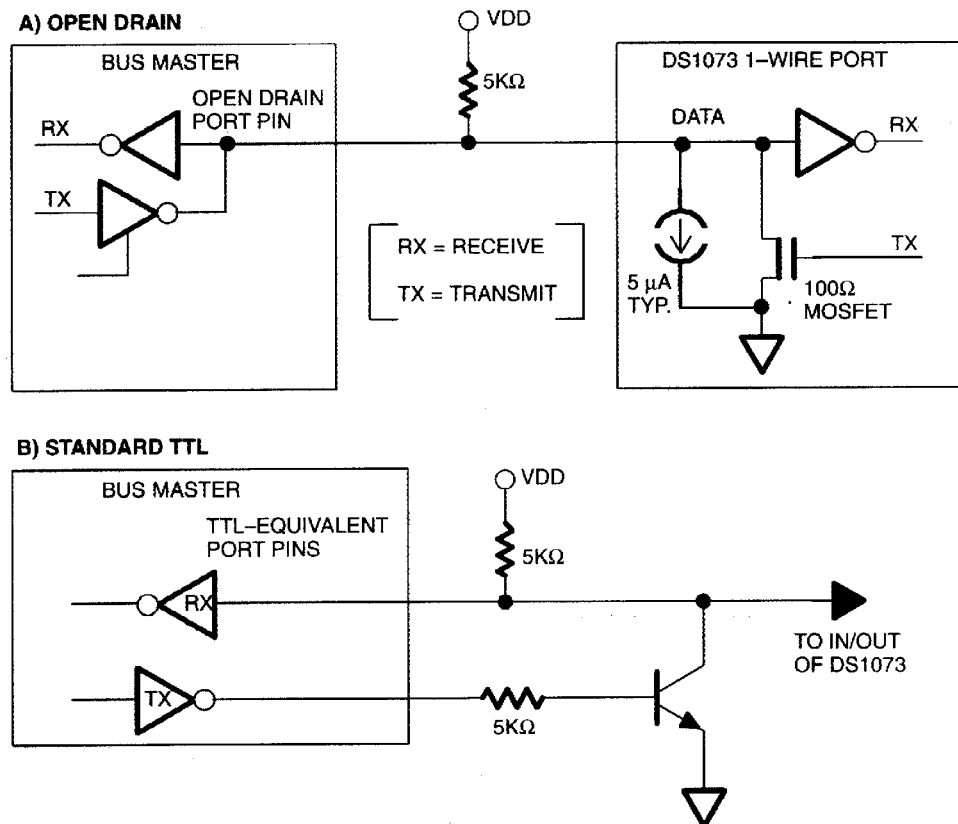 A) OPEN DRAIN
BUS MASTER
OPEN DRAIN
PORT PIN
RX
TX
VDD
5KΩ
RX = RECEIVE
TX = TRANSMIT
DS1073 1–WIRE PORT
DATA
RX
TX
5 μA
TYP.
100Ω
MOSFET
B) STANDARD TTL
BUS MASTER
TTL–EQUIVALENT
PORT PINS
RX
TX
VDD
5KΩ
5KΩ
TO IN/OUT
OF DS1073